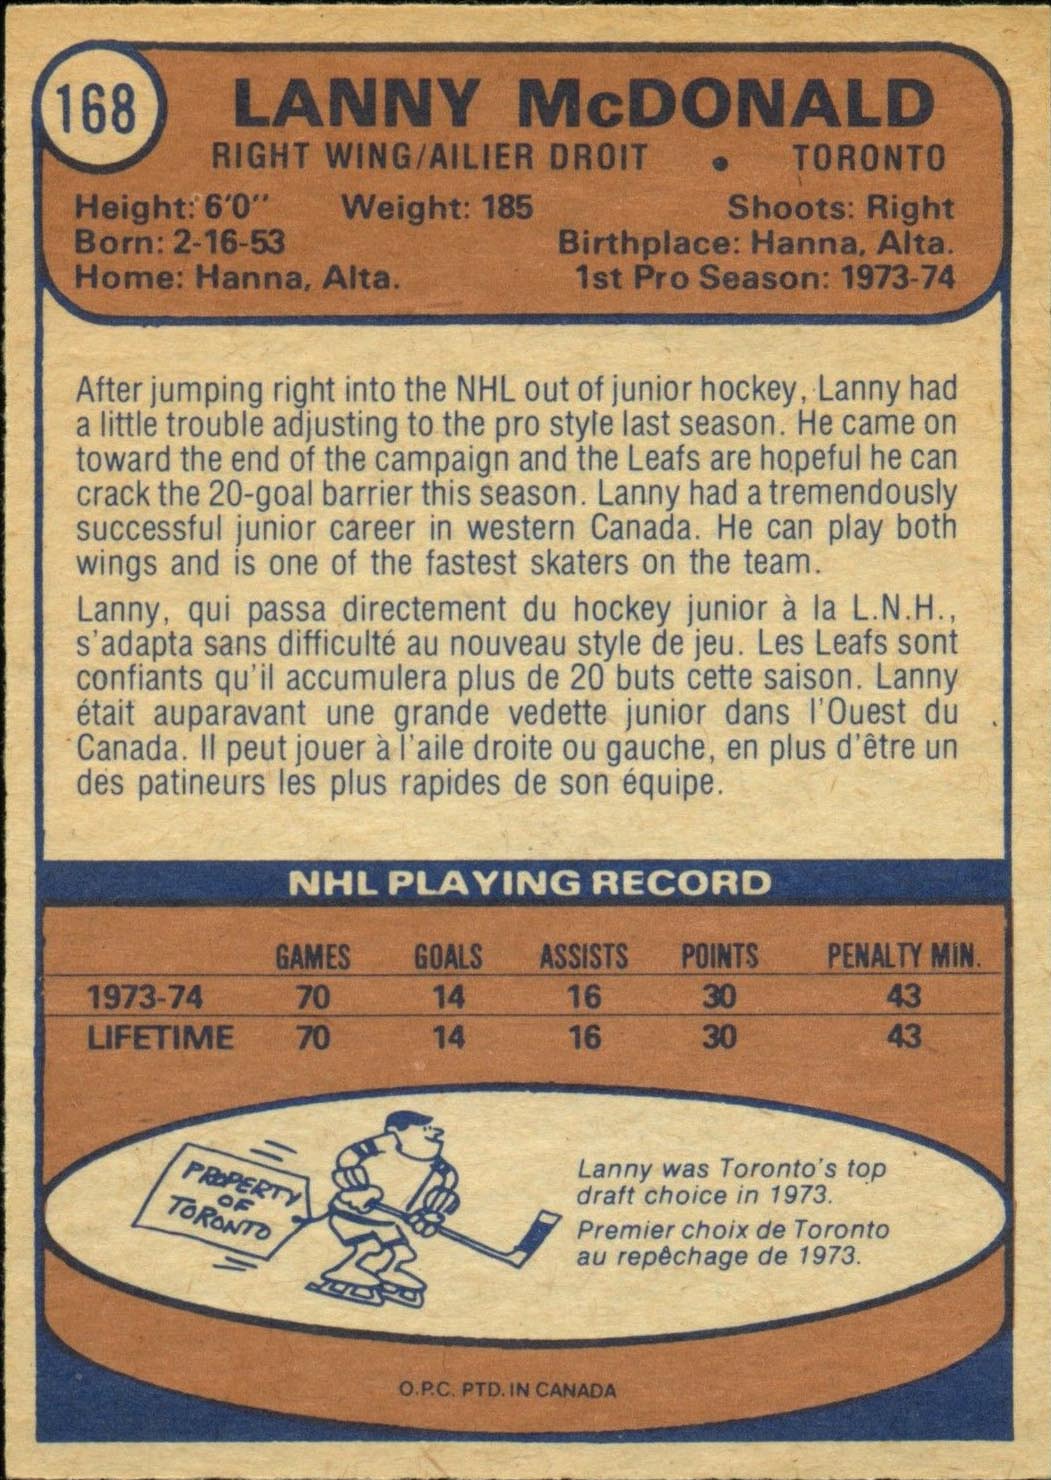 168
LANNY McDONALD
RIGHT WING/AILIER DROIT • TORONTO
Height: 6'0" Weight: 185 Shoots: Right
Born: 2-16-53 Birthplace: Hanna, Alta.
Home: Hanna, Alta. 1st Pro Season: 1973-74
After jumping right into the NHL out of junior hockey, Lanny had
a little trouble adjusting to the pro style last season. He came on
toward the end of the campaign and the Leafs are hopeful he can
crack the 20-goal barrier this season. Lanny had a tremendously
successful junior career in western Canada. He can play both
wings and is one of the fastest skaters on the team.
Lanny, qui passa directement du hockey junior à la L.N.H.,
s'adapta sans difficulté au nouveau style de jeu. Les Leafs sont
confiants qu'il accumulera plus de 20 buts cette saison. Lanny
était auparavant une grande vedette junior dans l'Ouest du
Canada. Il peut jouer à l'aile droite ou gauche, en plus d'être un
des patineurs les plus rapides de son équipe.
NHL PLAYING RECORD
GAMES GOALS ASSISTS POINTS PENALTY MIN.
1973-74 70 14 16 30 43
LIFETIME 70 14 16 30 43
PROPERTY
OF
TORONTO
Lanny was Toronto's top
draft choice in 1973.
Premier choix de Toronto
au repêchage de 1973.
O.P.C. PTD. IN CANADA